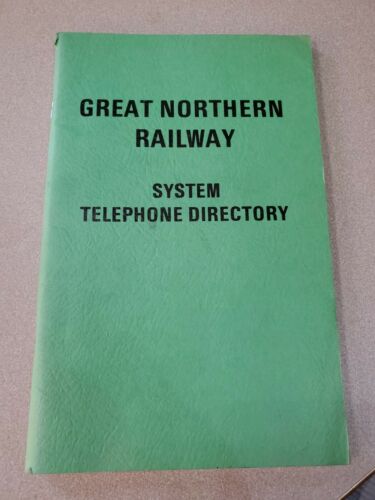 GREAT NORTHERN
RAILWAY
SYSTEM
TELEPHONE DIRECTORY